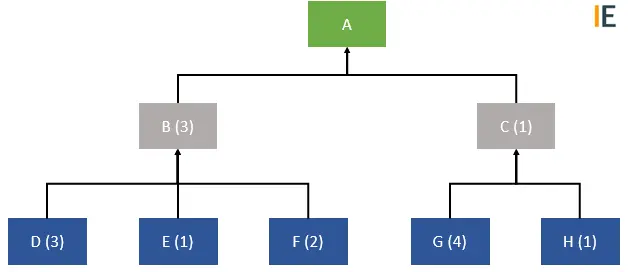 IE
A
B (3)
C (1)
D (3)
E (1)
F (2)
G (4)
H (1)